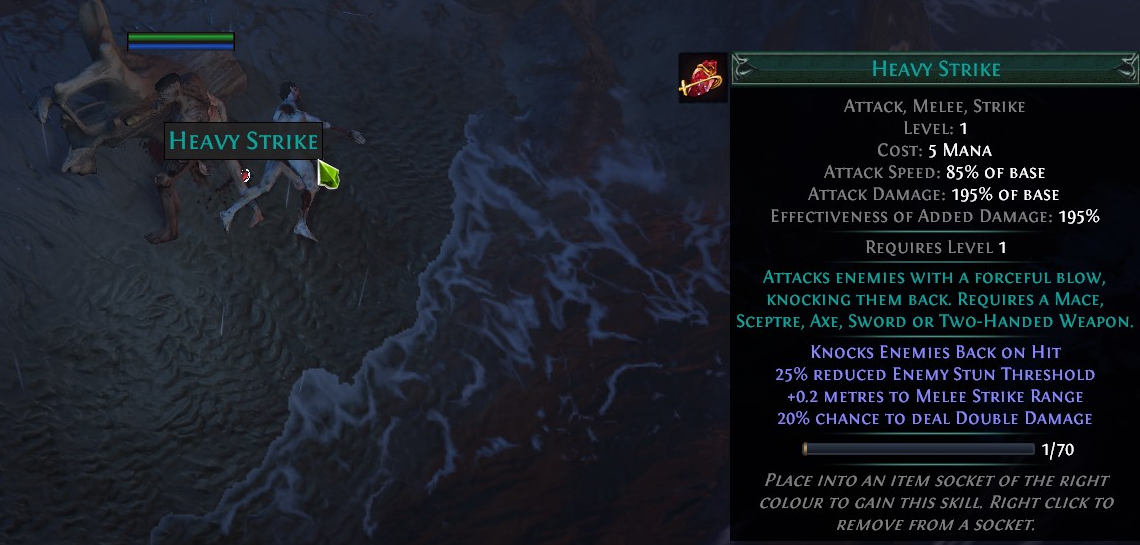 Heavy Strike
Heavy Strike
Attack, Melee, Strike
Level: 1
Cost: 5 Mana
Attack Speed: 85% of base
Attack Damage: 195% of base
Effectiveness of Added Damage: 195%
Requires Level 1
Attacks enemies with a forceful blow,
knocking them back. Requires a Mace,
Sceptre, Axe, Sword or Two-Handed Weapon.
Knocks Enemies Back on Hit
25% reduced Enemy Stun Threshold
+0.2 metres to Melee Strike Range
20% chance to deal Double Damage
1/70
Place into an item socket of the right
colour to gain this skill. Right click to
remove from a socket.